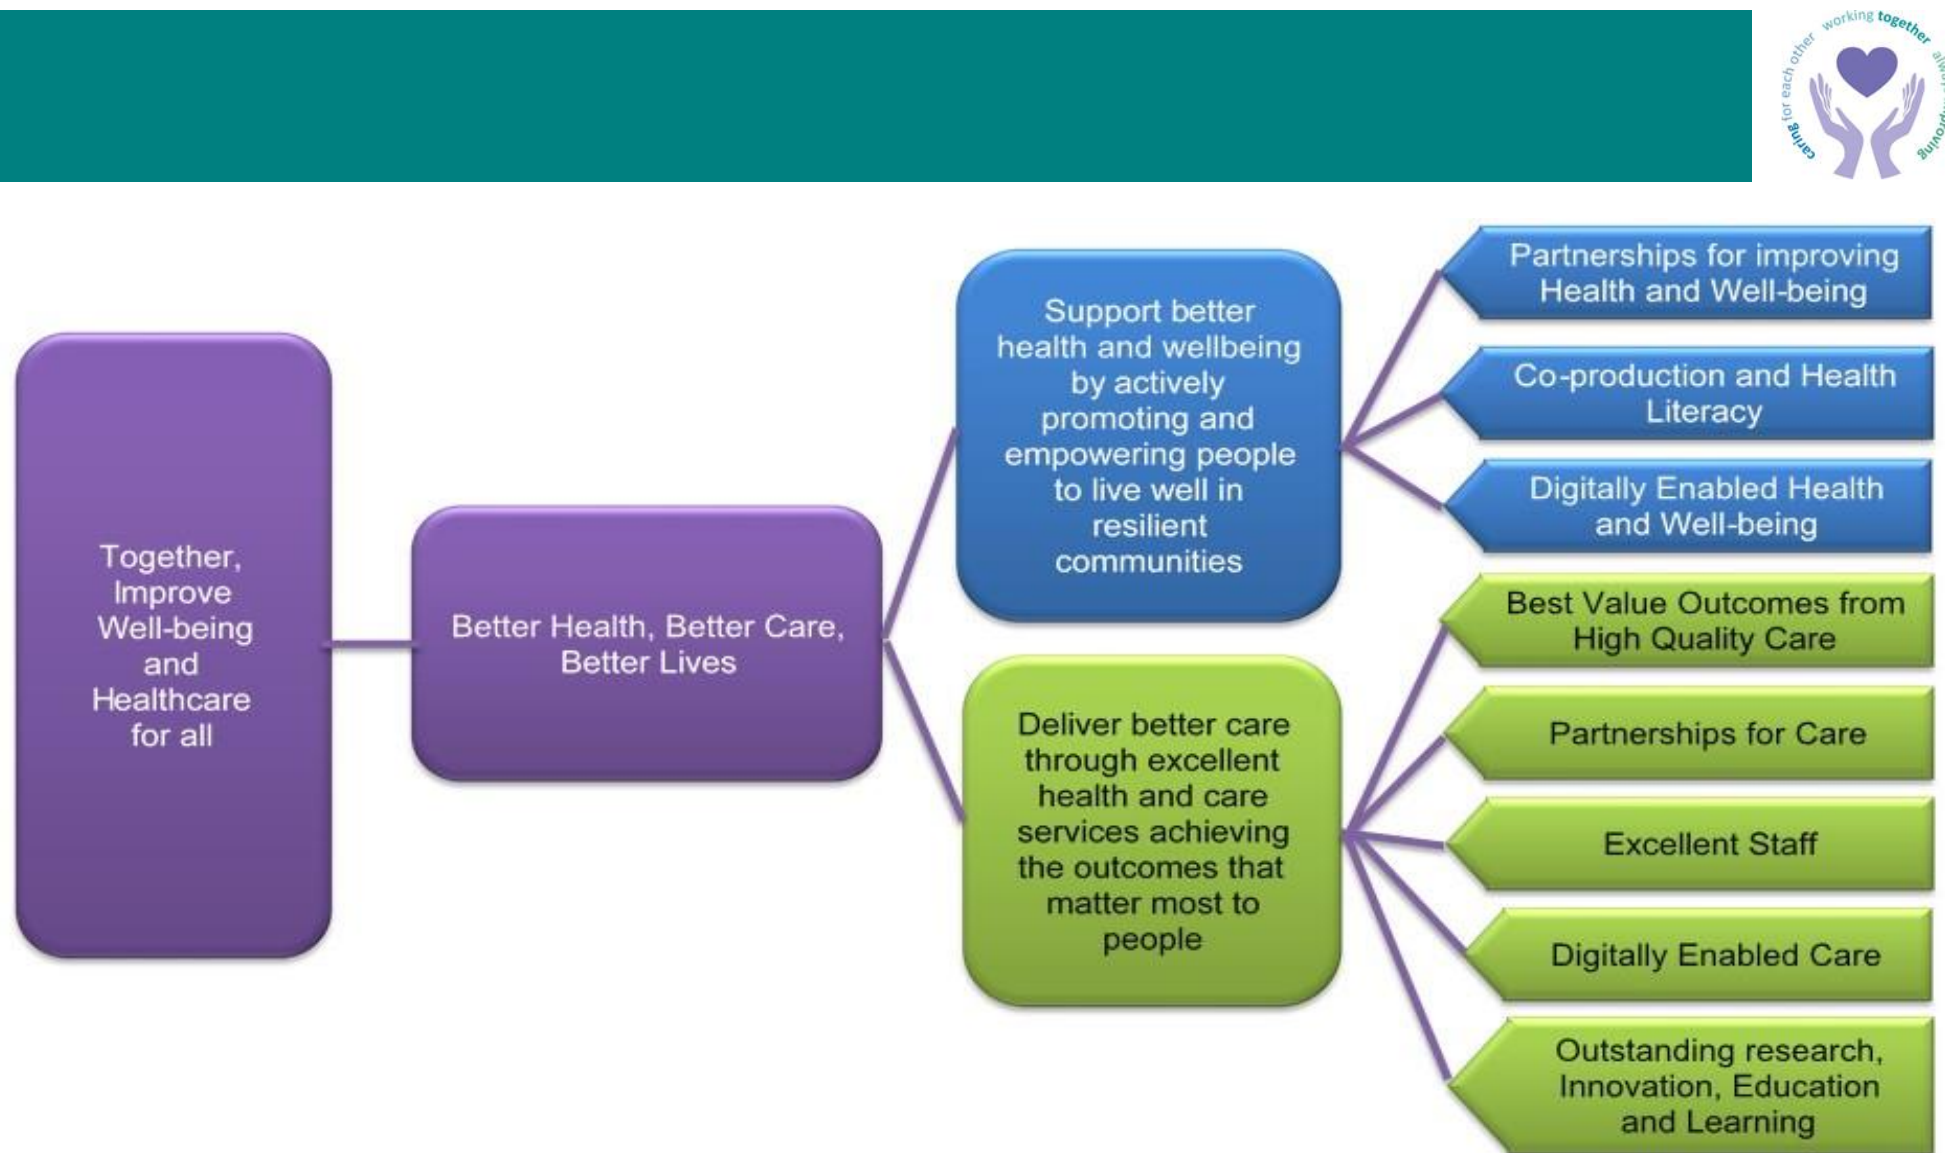 caring for each other
working together
always improving
Together,
Improve
Well-being
and
Healthcare
for all
Better Health, Better Care,
Better Lives
Support better
health and wellbeing
by actively
promoting and
empowering people
to live well in
resilient
communities
Deliver better care
through excellent
health and care
services achieving
the outcomes that
matter most to
people
Partnerships for improving
Health and Well-being
Co-production and Health
Literacy
Digitally Enabled Health
and Well-being
Best Value Outcomes from
High Quality Care
Partnerships for Care
Excellent Staff
Digitally Enabled Care
Outstanding research,
Innovation, Education
and Learning